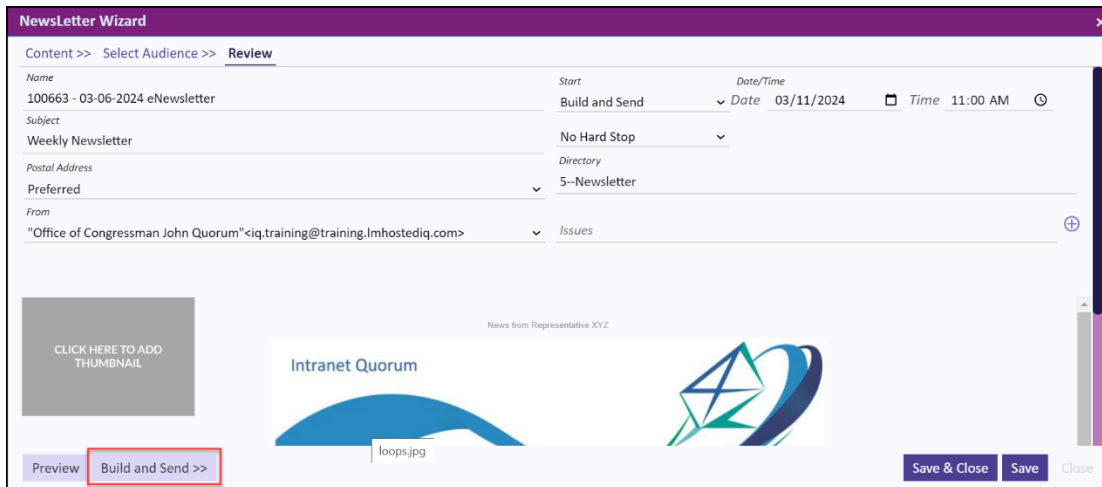 NewsLetter Wizard
×
Content >> Select Audience >> Review
Name
100663 - 03-06-2024 eNewsletter
Subject
Weekly Newsletter
Postal Address
Preferred
From
"Office of Congressman John Quorum"<iq.training@training.lmhostediq.com>
Start
Build and Send
Date/Time
Date 03/11/2024 Time 11:00 AM
No Hard Stop
Directory
5--Newsletter
Issues
CLICK HERE TO ADD
THUMBNAIL
News from Representative XYZ
Intranet Quorum
loops.jpg
Preview Build and Send >> Save & Close Save Close